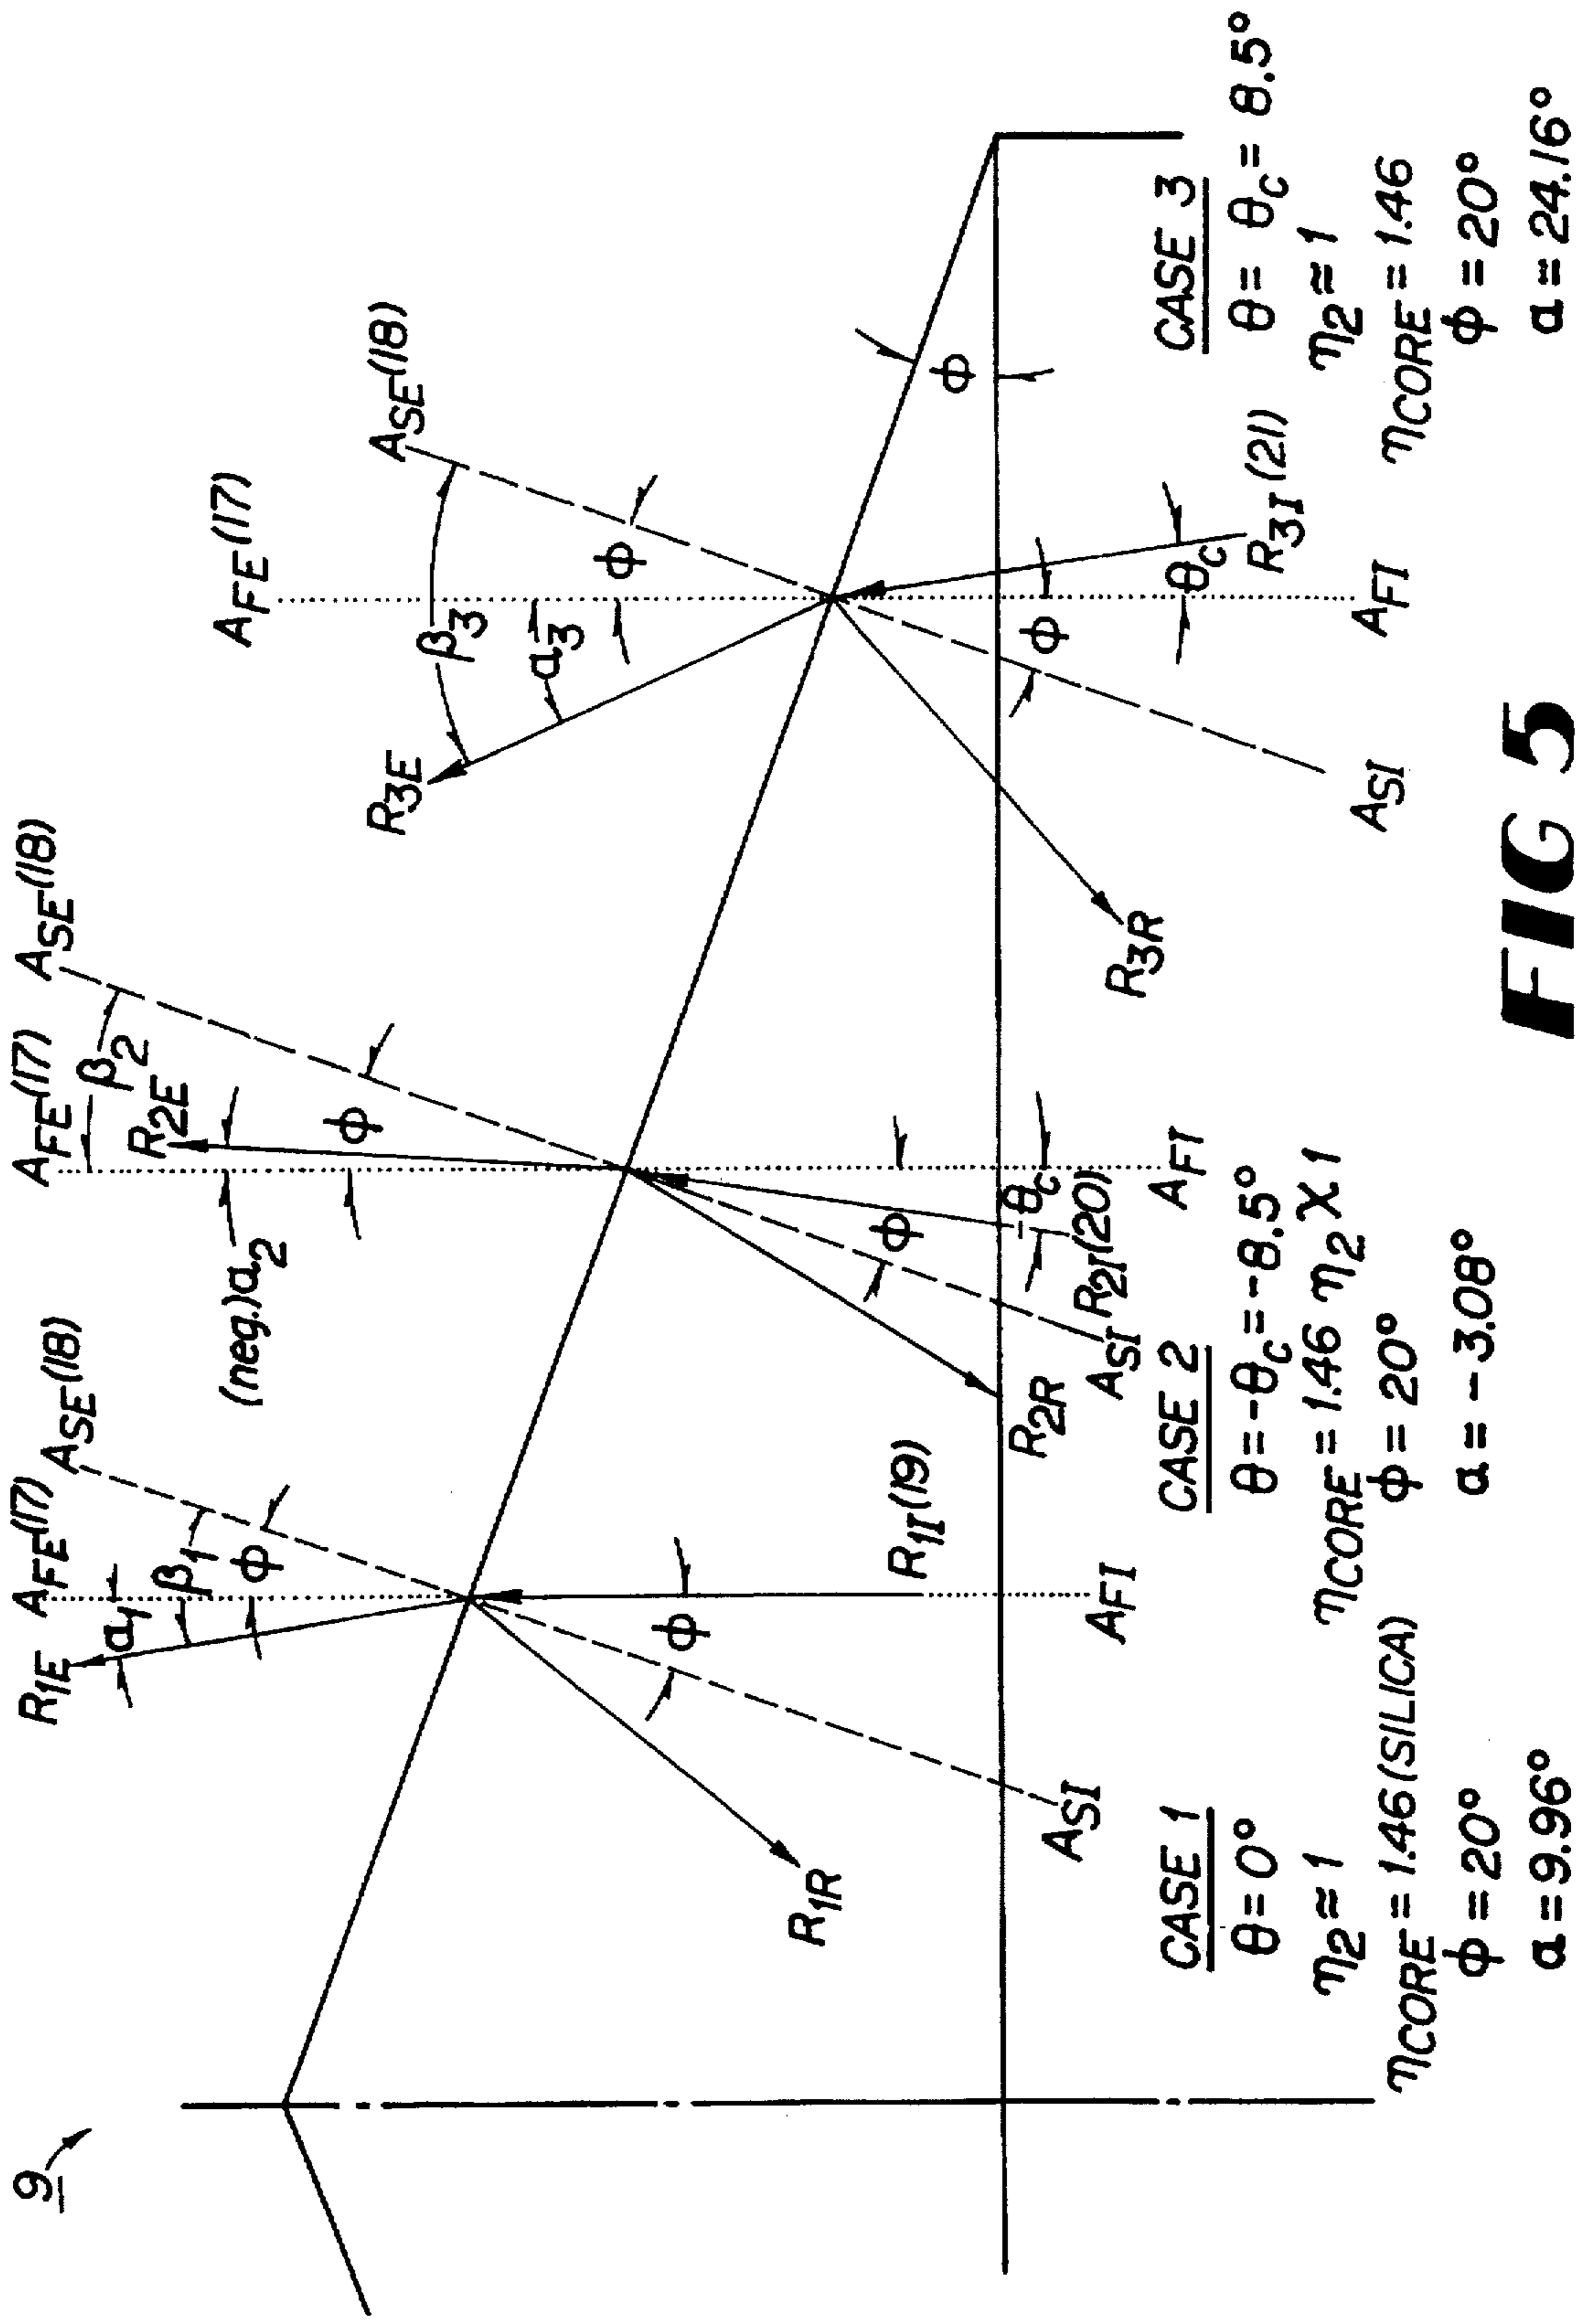 9
R1E
AFE(17)
ASE(18)
α1
β1
ϕ
ϕ
R1R
ASI
AFI
R1I(19)
AFE(17)
ASE(18)
β2
R2E
(neg.)α2
ϕ
ϕ
-θC
R2R
ASI
R2I(20)
AFI
AFE(17)
ASE(18)
β3
α3
R3E
ϕ
ϕ
ϕ
θC
R3R
ASI
AFI
R3I(21)
CASE 1
θ=0°
η2≈1
ηCORE=1.46(SILICA)
ϕ=20°
α=9.96°
CASE 2
θ=-θC=-8.5°
ηCORE=1.46 η2 X 1
ϕ=20°
α=-3.08°
CASE 3
θ= θC= 8.5°
η2≈1
ηCORE=1.46
ϕ=20°
α=24.16°
FIG 5